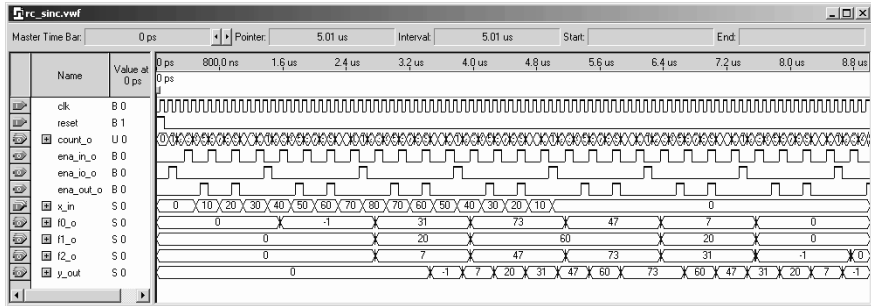 rc_sinc.vwf
Master Time Bar: 0 ps Pointer: 5.01 us Interval: 5.01 us Start: End:
Name Value at 0 ps
0 ps 800.0 ns 1.6 us 2.4 us 3.2 us 4.0 us 4.8 us 5.6 us 6.4 us 7.2 us 8.0 us 8.8 us
0 ps
clk B 0
reset B 1
count_o U 0
ena_in_o B 0
ena_io_o B 0
ena_out_o B 0
x_in S 0 0 10 20 30 40 50 60 70 80 70 60 50 40 30 20 10 0
f0_o S 0 0 -1 31 73 47 7 0
f1_o S 0 0 20 60 20 0
f2_o S 0 0 7 47 73 31 -1 0
y_out S 0 0 -1 7 20 31 47 60 73 60 47 31 20 7 -1